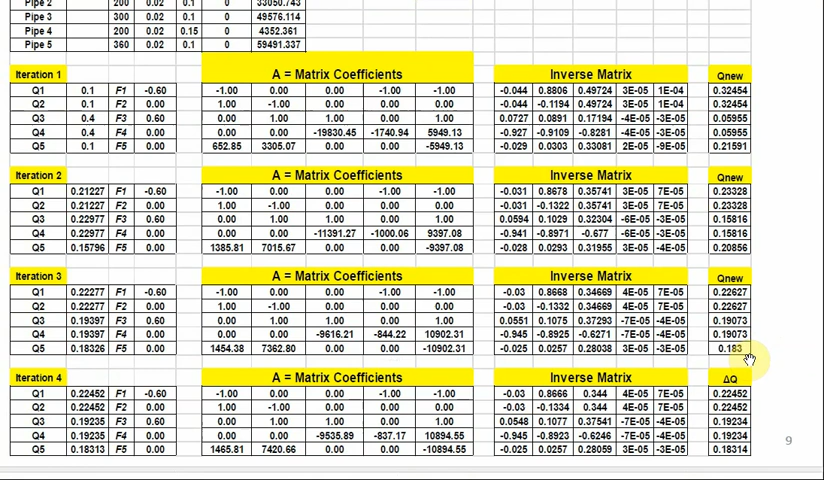 Pipe 2 200 0.02 0.1 0 33050.743
Pipe 3 300 0.02 0.1 0 49576.114
Pipe 4 200 0.02 0.15 0 4352.361
Pipe 5 360 0.02 0.1 0 59491.337
Iteration 1 A = Matrix Coefficients Inverse Matrix Qnew
Q1 0.1 F1 -0.60 -1.00 0.00 0.00 -1.00 -1.00 -0.044 0.8806 0.49724 3E-05 1E-04 0.32454
Q2 0.1 F2 0.00 1.00 -1.00 0.00 0.00 0.00 -0.044 -0.1194 0.49724 3E-05 1E-04 0.32454
Q3 0.4 F3 0.60 0.00 1.00 1.00 0.00 1.00 0.0727 0.0891 0.17194 -4E-05 -3E-05 0.05955
Q4 0.4 F4 0.00 0.00 0.00 -19830.45 -1740.94 5949.13 -0.927 -0.9109 -0.8281 -4E-05 -3E-05 0.05955
Q5 0.1 F5 0.00 652.85 3305.07 0.00 0.00 -5949.13 -0.029 0.0303 0.33081 2E-05 -9E-05 0.21591
Iteration 2 A = Matrix Coefficients Inverse Matrix Qnew
Q1 0.21227 F1 -0.60 -1.00 0.00 0.00 -1.00 -1.00 -0.031 0.8678 0.35741 3E-05 7E-05 0.23328
Q2 0.21227 F2 0.00 1.00 -1.00 0.00 0.00 0.00 -0.031 -0.1322 0.35741 3E-05 7E-05 0.23328
Q3 0.22977 F3 0.60 0.00 1.00 1.00 0.00 1.00 0.0594 0.1029 0.32304 -6E-05 -3E-05 0.15816
Q4 0.22977 F4 0.00 0.00 0.00 -11391.27 -1000.06 9397.08 -0.941 -0.8971 -0.677 -6E-05 -3E-05 0.15816
Q5 0.15796 F5 0.00 1385.81 7015.67 0.00 0.00 -9397.08 -0.028 0.0293 0.31955 3E-05 -4E-05 0.20856
Iteration 3 A = Matrix Coefficients Inverse Matrix Qnew
Q1 0.22277 F1 -0.60 -1.00 0.00 0.00 -1.00 -1.00 -0.03 0.8668 0.34669 4E-05 7E-05 0.22627
Q2 0.22277 F2 0.00 1.00 -1.00 0.00 0.00 0.00 -0.03 -0.1332 0.34669 4E-05 7E-05 0.22627
Q3 0.19397 F3 0.60 0.00 1.00 1.00 0.00 1.00 0.0551 0.1075 0.37293 -7E-05 -4E-05 0.19073
Q4 0.19397 F4 0.00 0.00 0.00 -9616.21 -844.22 10902.31 -0.945 -0.8925 -0.6271 -7E-05 -4E-05 0.19073
Q5 0.18326 F5 0.00 1454.38 7362.80 0.00 0.00 -10902.31 -0.025 0.0257 0.28038 3E-05 -3E-05 0.183
Iteration 4 A = Matrix Coefficients Inverse Matrix ΔQ
Q1 0.22452 F1 -0.60 -1.00 0.00 0.00 -1.00 -1.00 -0.03 0.8666 0.344 4E-05 7E-05 0.22452
Q2 0.22452 F2 0.00 1.00 -1.00 0.00 0.00 0.00 -0.03 -0.1334 0.344 4E-05 7E-05 0.22452
Q3 0.19235 F3 0.60 0.00 1.00 1.00 0.00 1.00 0.0548 0.1077 0.37541 -7E-05 -4E-05 0.19234
Q4 0.19235 F4 0.00 0.00 0.00 -9535.89 -837.17 10894.55 -0.945 -0.8923 -0.6246 -7E-05 -4E-05 0.19234
Q5 0.18313 F5 0.00 1465.81 7420.66 0.00 0.00 -10894.55 -0.025 0.0257 0.28059 3E-05 -3E-05 0.18314
9